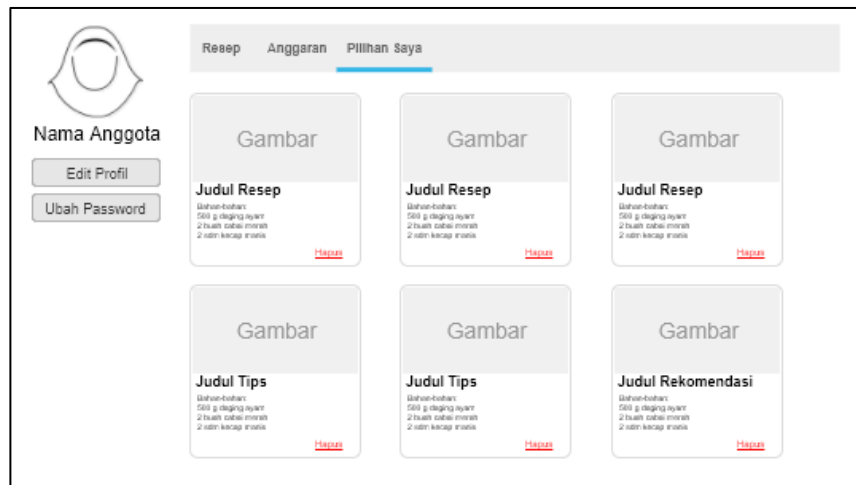 Resep Anggaran Pilihan Saya
Nama Anggota
Edit Profil
Ubah Password
Gambar
Judul Resep
Bahan-bahan:
500 g daging ayam
2 buah cabai merah
2 sdm kecap manis
Hapus
Gambar
Judul Resep
Bahan-bahan:
500 g daging ayam
2 buah cabai merah
2 sdm kecap manis
Hapus
Gambar
Judul Resep
Bahan-bahan:
500 g daging ayam
2 buah cabai merah
2 sdm kecap manis
Hapus
Gambar
Judul Tips
Bahan-bahan:
500 g daging ayam
2 buah cabai merah
2 sdm kecap manis
Hapus
Gambar
Judul Tips
Bahan-bahan:
500 g daging ayam
2 buah cabai merah
2 sdm kecap manis
Hapus
Gambar
Judul Rekomendasi
Bahan-bahan:
500 g daging ayam
2 buah cabai merah
2 sdm kecap manis
Hapus